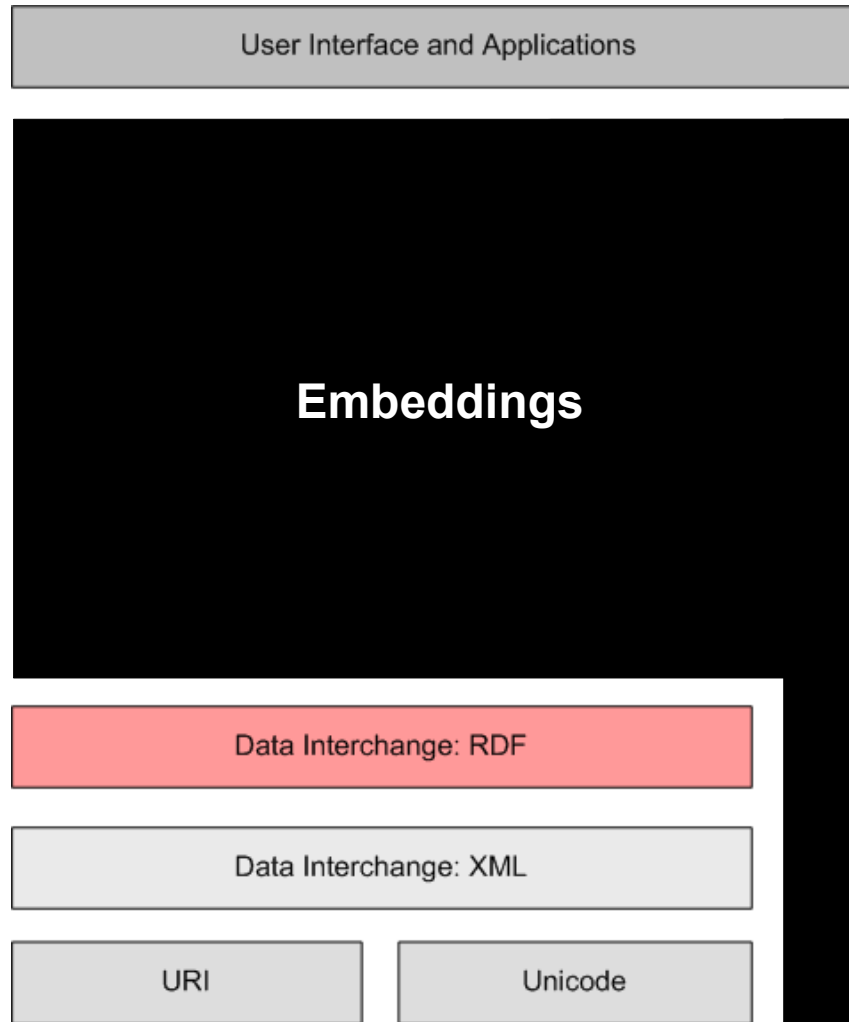 User Interface and Applications
Embeddings
Data Interchange: RDF
Data Interchange: XML
URI
Unicode